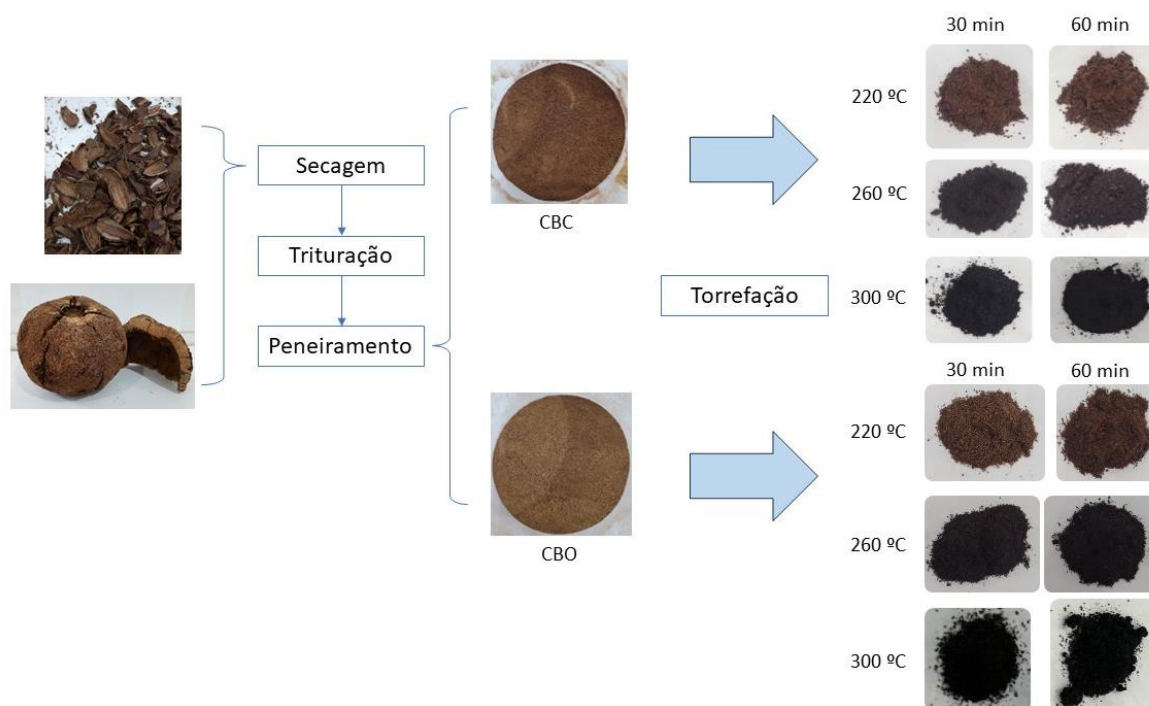 30 min 60 min
220 ºC
260 ºC
300 ºC
Secagem
Trituração
Peneiramento
CBC
Torrefação
CBO
30 min 60 min
220 ºC
260 ºC
300 ºC